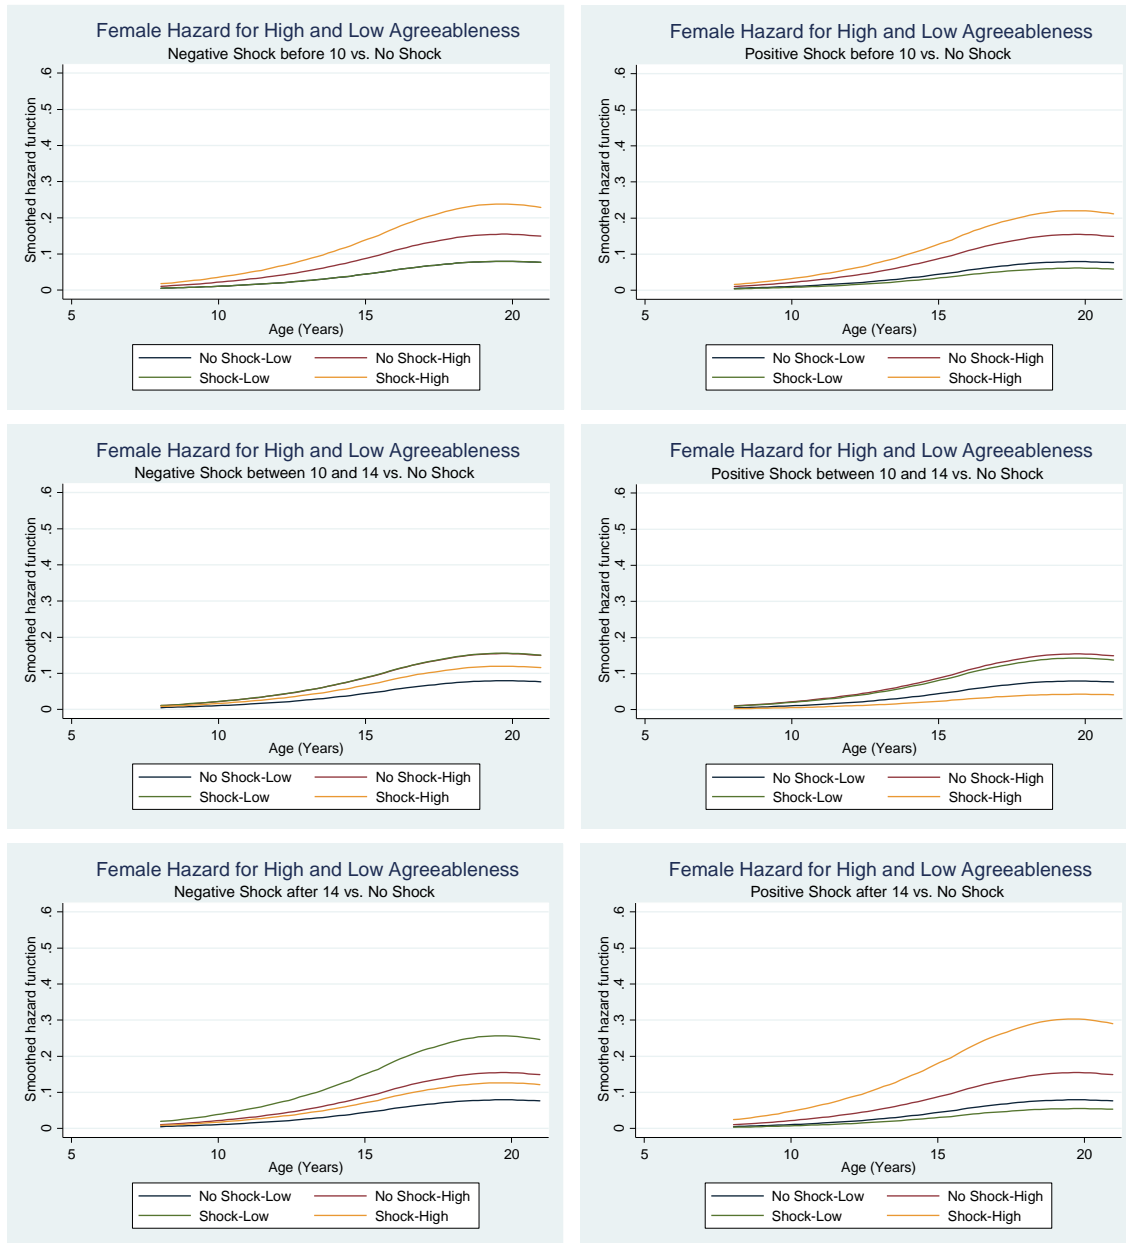 Female Hazard for High and Low Agreeableness
Negative Shock before 10 vs. No Shock
Smoothed hazard function
.6
.5
.4
.3
.2
.1
0
5 10 15 20
Age (Years)
No Shock-Low No Shock-High
Shock-Low Shock-High
Female Hazard for High and Low Agreeableness
Positive Shock before 10 vs. No Shock
Smoothed hazard function
.6
.5
.4
.3
.2
.1
0
5 10 15 20
Age (Years)
No Shock-Low No Shock-High
Shock-Low Shock-High
Female Hazard for High and Low Agreeableness
Negative Shock between 10 and 14 vs. No Shock
Smoothed hazard function
.6
.5
.4
.3
.2
.1
0
5 10 15 20
Age (Years)
No Shock-Low No Shock-High
Shock-Low Shock-High
Female Hazard for High and Low Agreeableness
Positive Shock between 10 and 14 vs. No Shock
Smoothed hazard function
.6
.5
.4
.3
.2
.1
0
5 10 15 20
Age (Years)
No Shock-Low No Shock-High
Shock-Low Shock-High
Female Hazard for High and Low Agreeableness
Negative Shock after 14 vs. No Shock
Smoothed hazard function
.6
.5
.4
.3
.2
.1
0
5 10 15 20
Age (Years)
No Shock-Low No Shock-High
Shock-Low Shock-High
Female Hazard for High and Low Agreeableness
Positive Shock after 14 vs. No Shock
Smoothed hazard function
.6
.5
.4
.3
.2
.1
0
5 10 15 20
Age (Years)
No Shock-Low No Shock-High
Shock-Low Shock-High